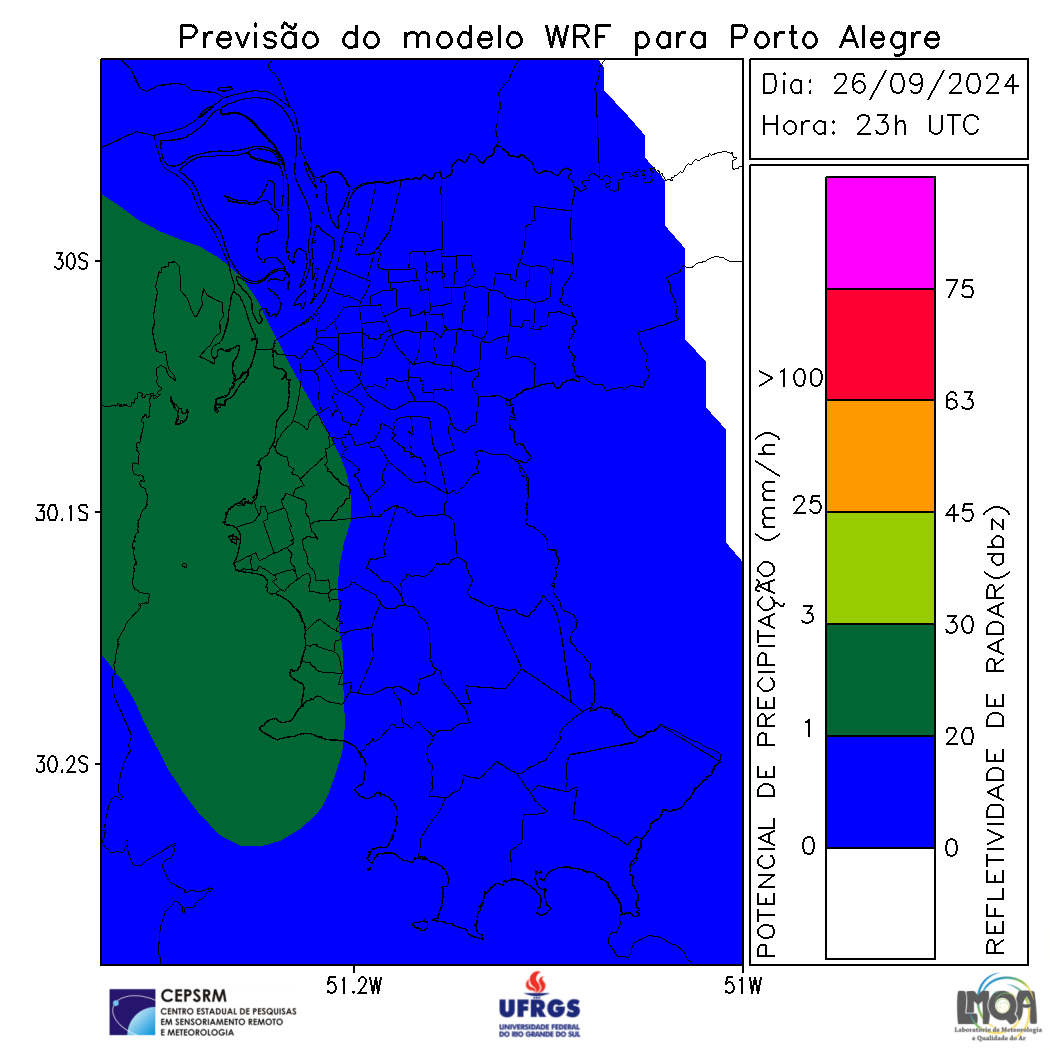 Previsão do modelo WRF para Porto Alegre
Dia: 26/09/2024
Hora: 23h UTC
30S
30.1S
30.2S
51.2W
51W
POTENCIAL DE PRECIPITAÇÃO (mm/h)
>100
25
3
1
0
75
63
45
30
20
0
REFLETIVIDADE DE RADAR(dbz)
CEPSRM
CENTRO ESTADUAL DE PESQUISAS
EM SENSORIAMENTO REMOTO
E METEOROLOGIA
UFRGS
UNIVERSIDADE FEDERAL
DO RIO GRANDE DO SUL
LMQA
Laboratório de Meteorologia
e Qualidade do Ar